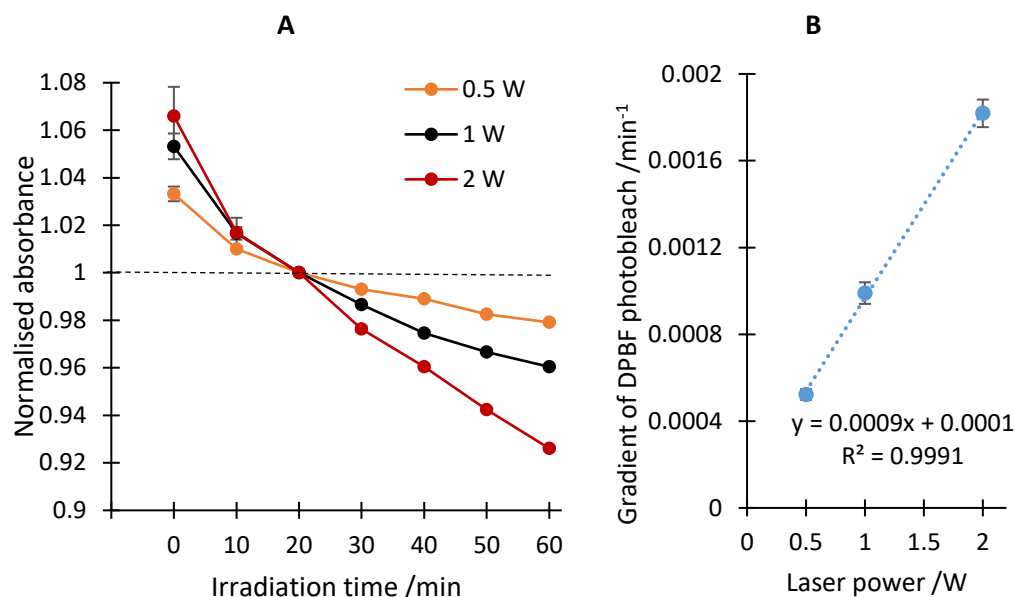 A
B
1.08
1.06
1.04
1.02
1
0.98
0.96
0.94
0.92
0.9
Normalised absorbance
0.5 W
1 W
2 W
0 10 20 30 40 50 60
Irradiation time /min
0.002
0.0016
0.0012
0.0008
0.0004
0
Gradient of DPBF photobleach /min⁻¹
y = 0.0009x + 0.0001
R² = 0.9991
0 0.5 1 1.5 2
Laser power /W